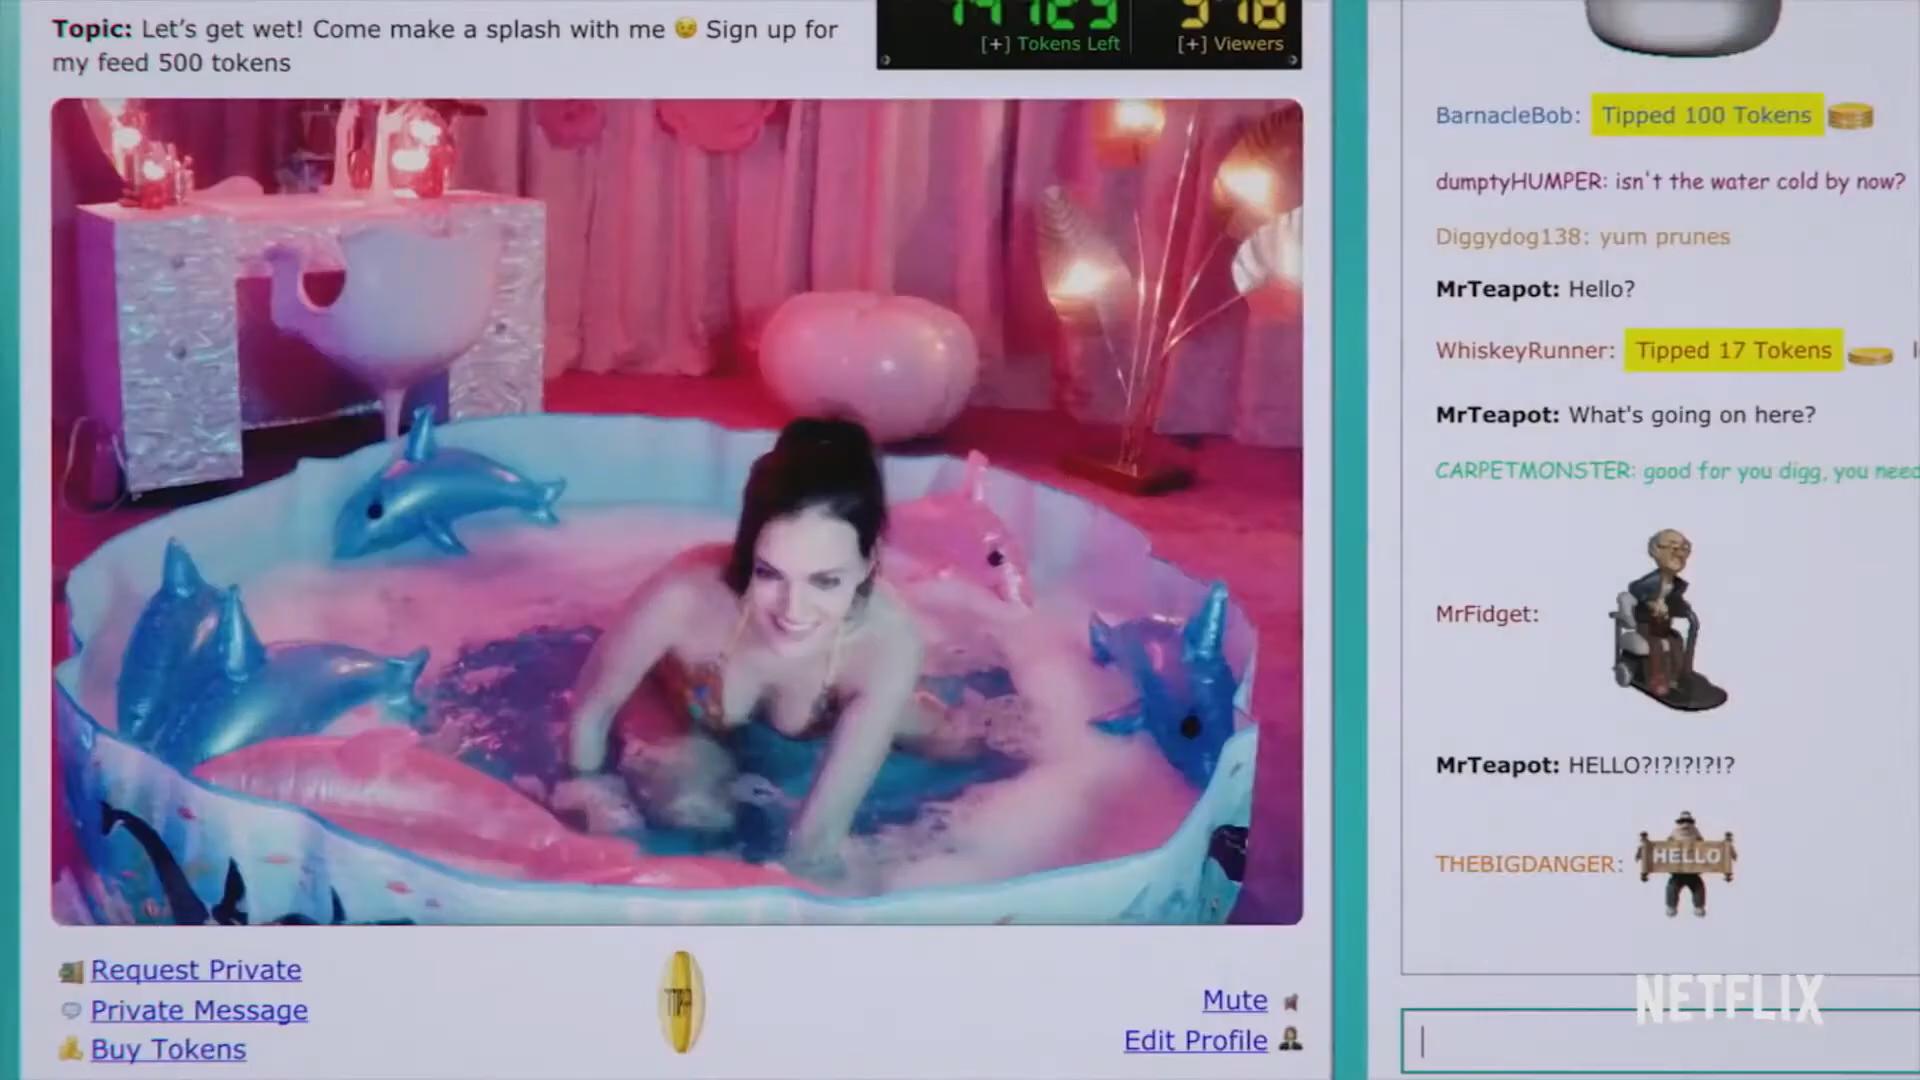 Topic: Let's get wet! Come make a splash with me 😉 Sign up for
my feed 500 tokens
[+] Tokens Left
[+] Viewers
Request Private
Private Message
Buy Tokens
TIP
Mute
Edit Profile
BarnacleBob: Tipped 100 Tokens
dumptyHUMPER: isn't the water cold by now?
Diggydog138: yum prunes
MrTeapot: Hello?
WhiskeyRunner: Tipped 17 Tokens
MrTeapot: What's going on here?
CARPETMONSTER: good for you digg, you need
MrFidget:
MrTeapot: HELLO?!?!?!?!?
THEBIGDANGER: HELLO
NETFLIX